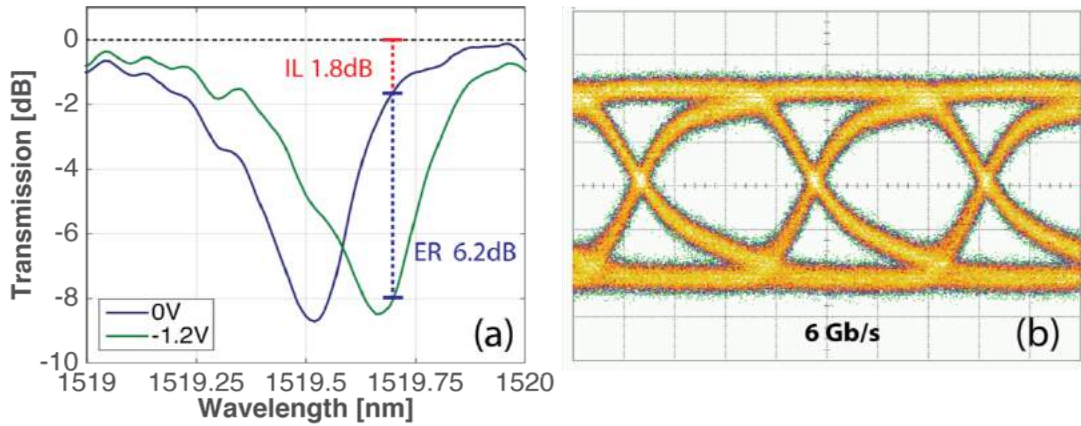 0
-2
-4
-6
-8
-10
Transmission [dB]
IL 1.8dB
ER 6.2dB
0V
-1.2V
(a)
1519
1519.25
1519.5
1519.75
1520
Wavelength [nm]
6 Gb/s
(b)